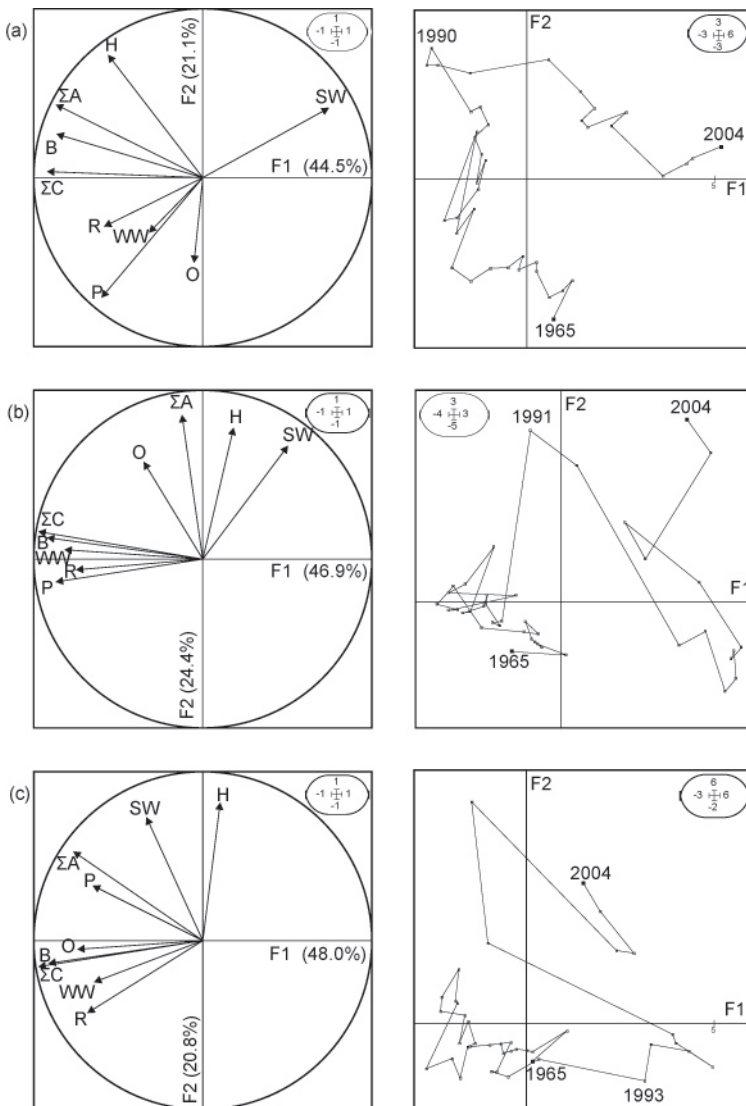 (a)
H
ΣA
B
ΣC
R
WW
P
O
SW
F2 (21.1%)
F1 (44.5%)
1
-1 1
-1
F2
1990
3
-3 6
-3
2004
5
F1
1965
(b)
ΣA
H
O
SW
ΣC
B
WW
R
P
F1 (46.9%)
F2 (24.4%)
1
-1 1
-1
3
-4 3
-5
1991
F2
2004
F1
1965
(c)
SW
H
ΣA
P
O
B
ΣC
WW
R
F1 (48.0%)
F2 (20.8%)
1
-1 1
-1
F2
6
-3 6
-2
2004
F1
5
1965
1993